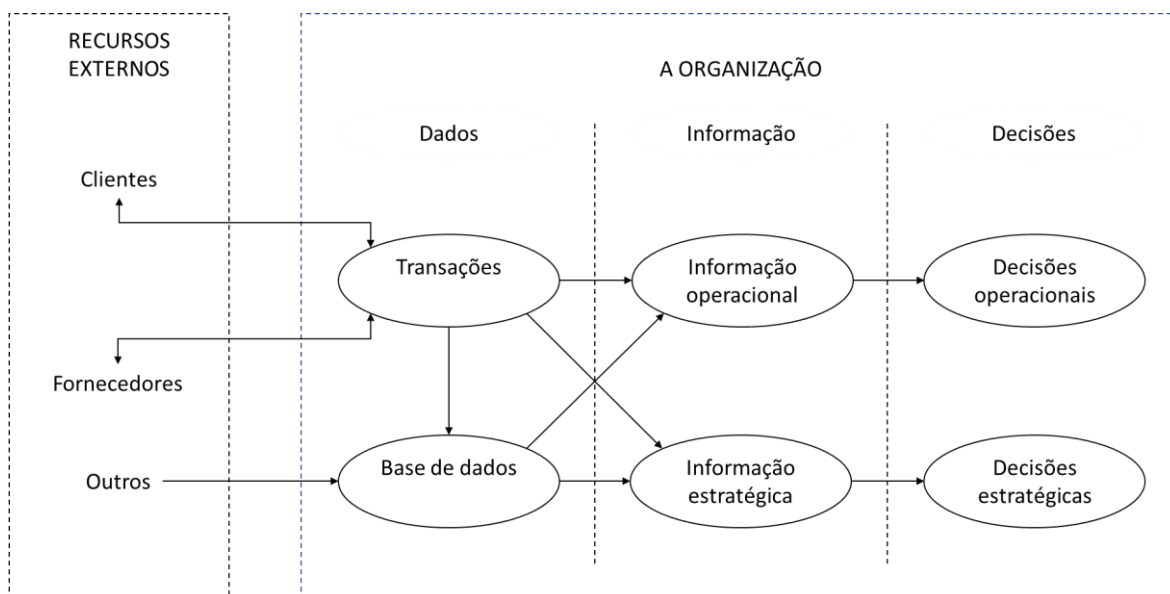 RECURSOS
EXTERNOS
A ORGANIZAÇÃO
Dados
Informação
Decisões
Clientes
Transações
Informação
operacional
Decisões
operacionais
Fornecedores
Outros
Base de dados
Informação
estratégica
Decisões
estratégicas